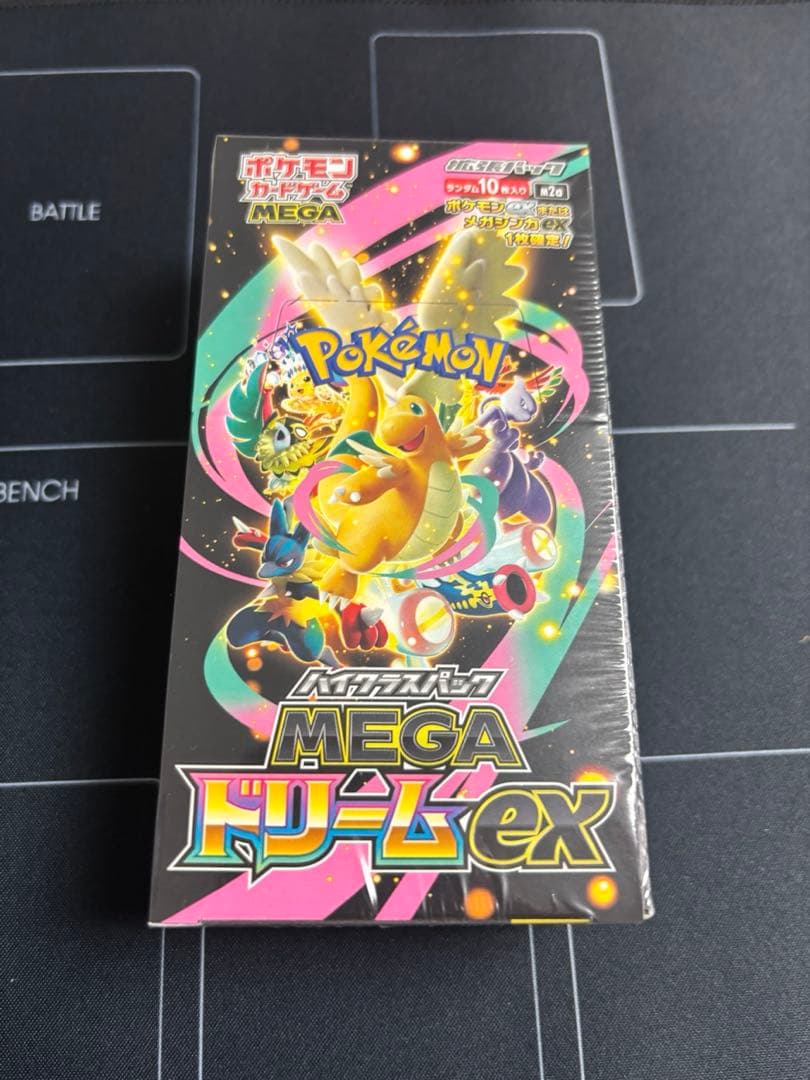 ポケモン
カードゲーム
MEGA
拡張パック
ランダム10枚入り M2a
ポケモンexまたは
メガシンカex
1枚確定!
BATTLE
POKéMON
BENCH
ハイクラスパック
MEGA
ドリームex